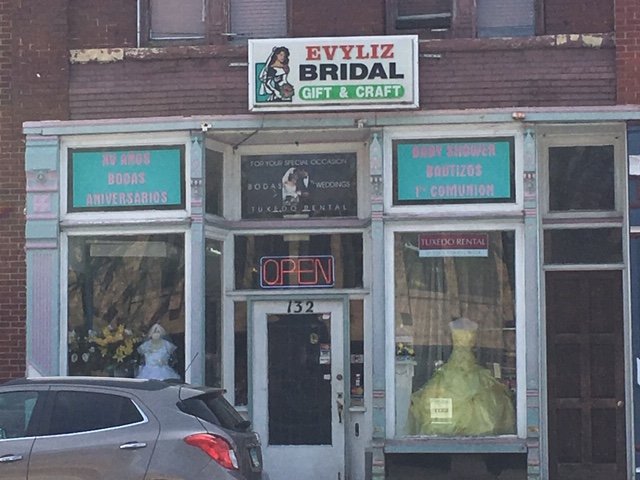 EVYLIZ
BRIDAL
GIFT & CRAFT
XV AÑOS
BODAS
ANIVERSARIOS
FOR YOUR SPECIAL OCCASION
BODAS WEDDINGS
TUXEDO RENTAL
BABY SHOWER
BAUTIZOS
1ra COMUNION
TUXEDO RENTAL
OPEN
132